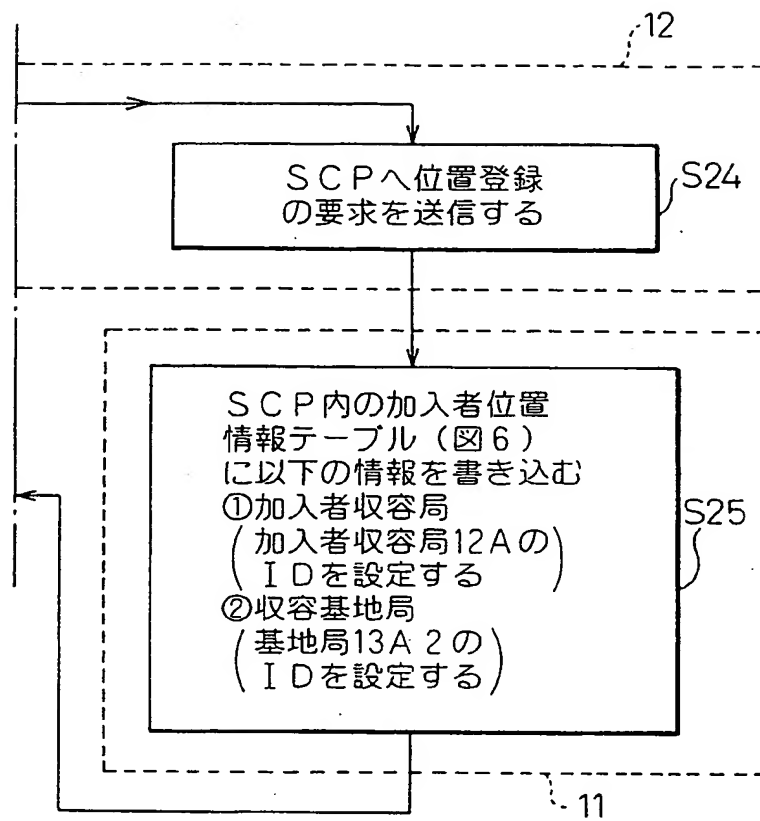 12
SCPへ位置登録
の要求を送信する
S24
SCP内の加入者位置
情報テーブル(図6)
に以下の情報を書き込む
①加入者収容局
(加入者収容局12Aの
IDを設定する)
②収容基地局
(基地局13A2の
IDを設定する)
S25
11